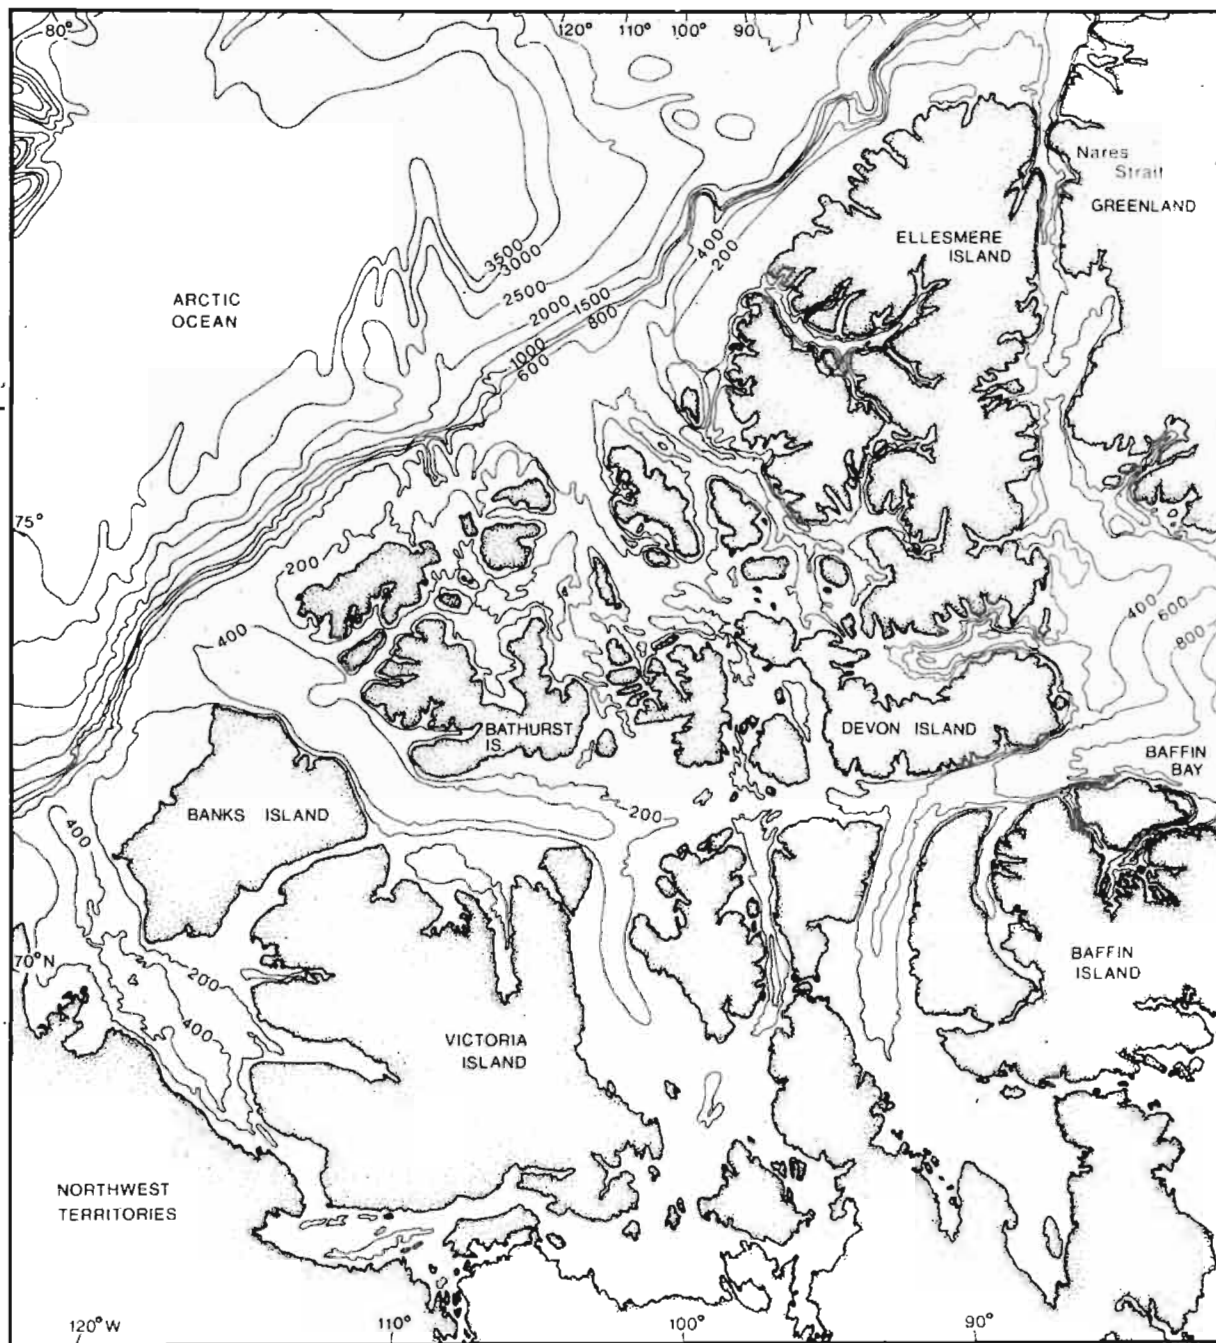 80°
120° 110° 100° 90°
Nares
Strait
GREENLAND
ELLESMERE
ISLAND
400
200
3500
3000
2500
2000
1500
800
1000
600
ARCTIC
OCEAN
75°
200
400
400
600
800
BATHURST
IS.
DEVON ISLAND
BAFFIN
BAY
BANKS ISLAND
200
400
70°N
200
400
BAFFIN
ISLAND
VICTORIA
ISLAND
NORTHWEST
TERRITORIES
120°W 110° 100° 90°